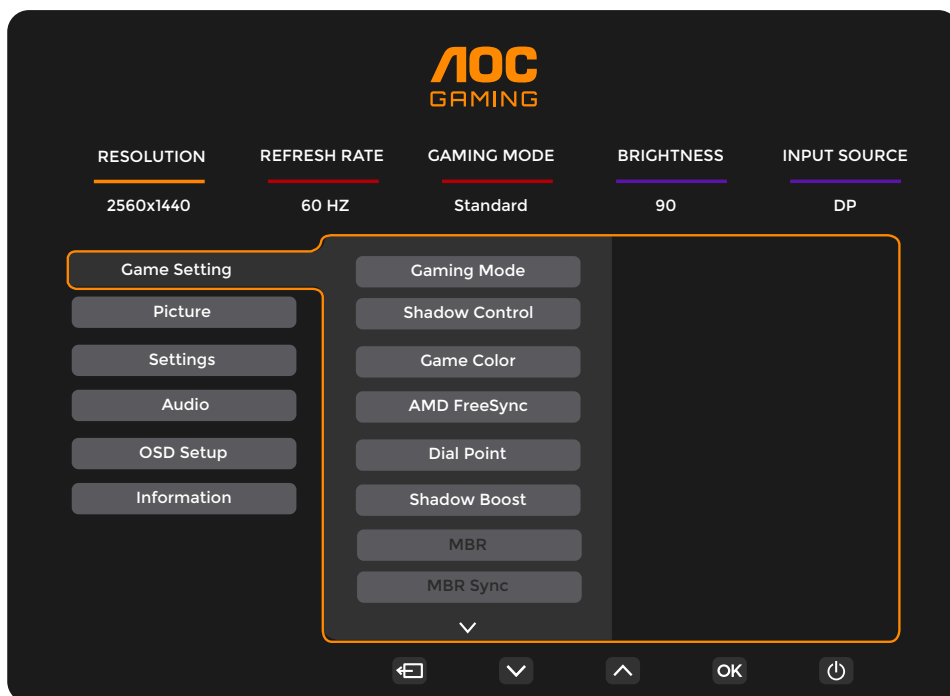 AOC
GAMING
RESOLUTION REFRESH RATE GAMING MODE BRIGHTNESS INPUT SOURCE
2560x1440 60 HZ Standard 90 DP
Game Setting
Picture
Settings
Audio
OSD Setup
Information
Gaming Mode
Shadow Control
Game Color
AMD FreeSync
Dial Point
Shadow Boost
MBR
MBR Sync
OK